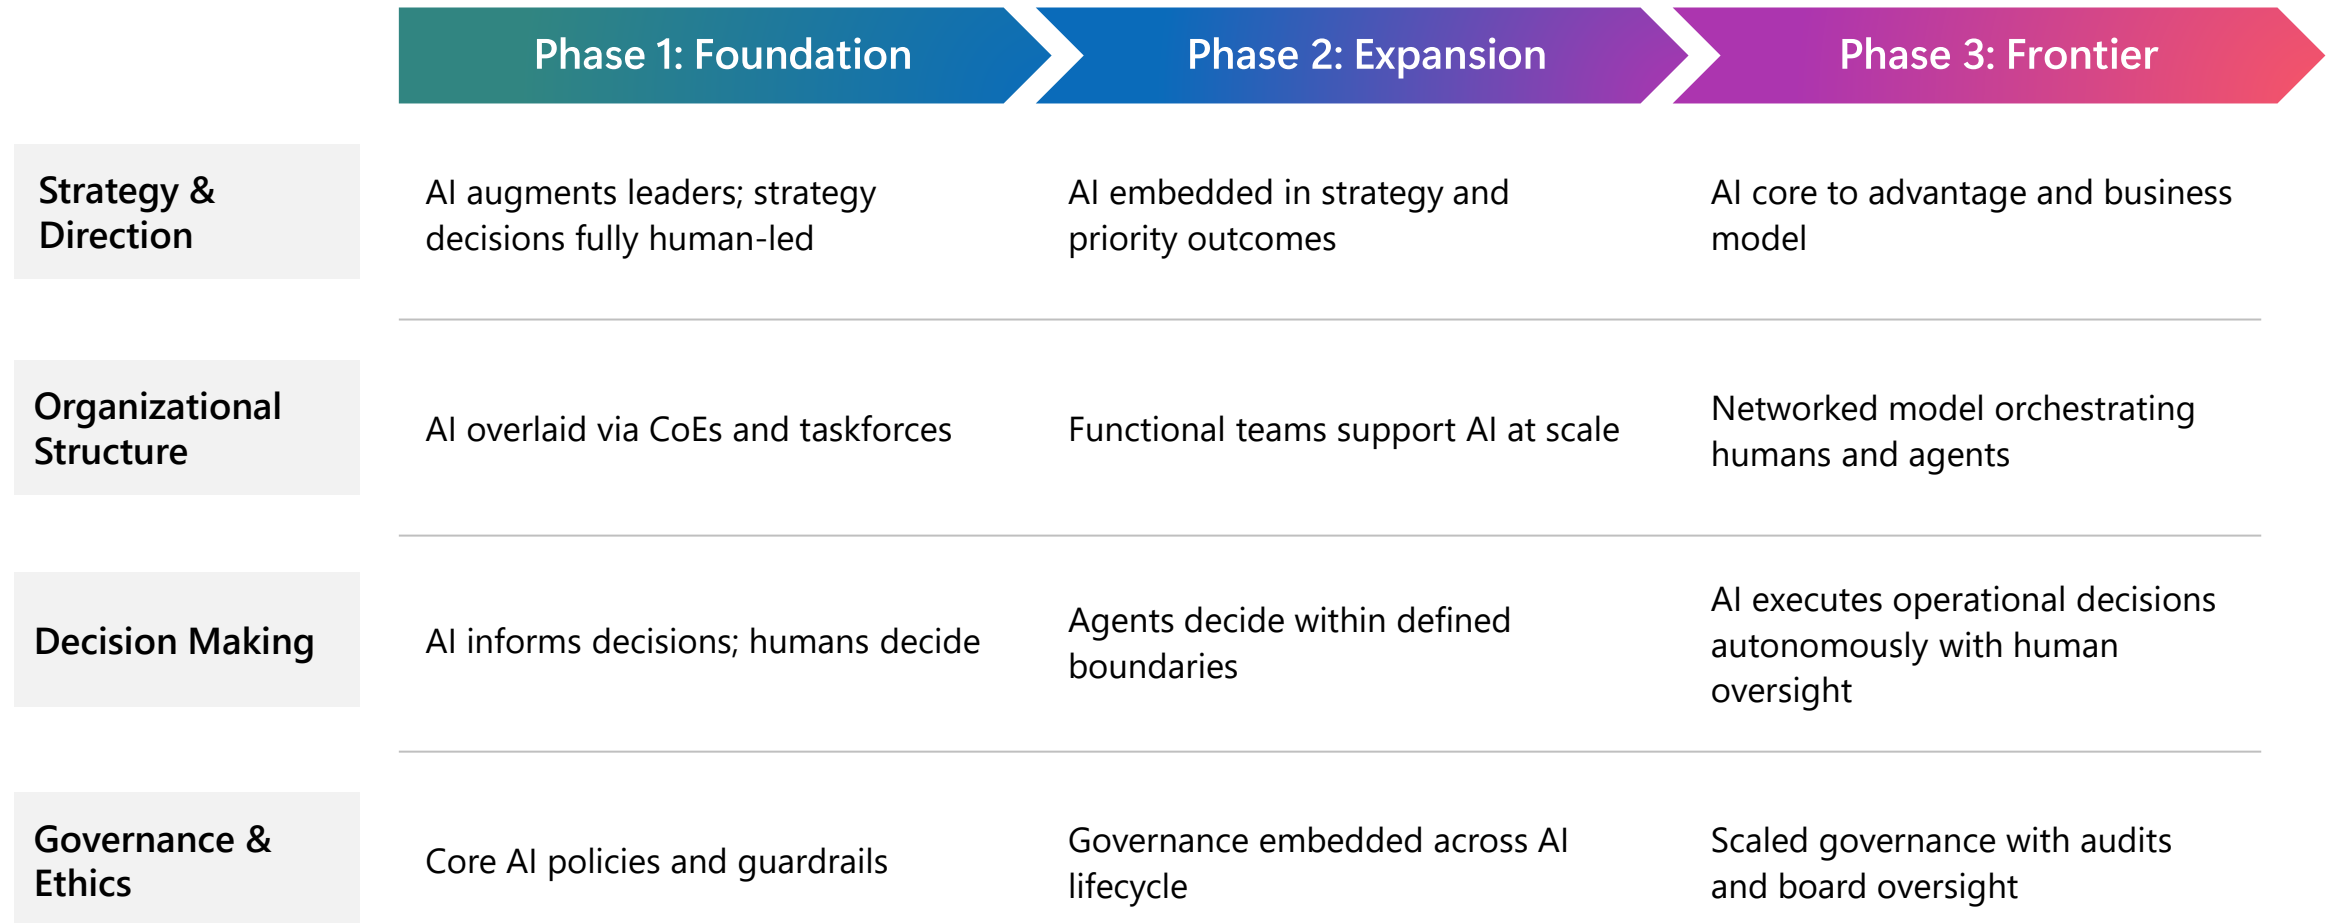 Phase 1: Foundation
Phase 2: Expansion
Phase 3: Frontier
Strategy &
Direction
AI augments leaders; strategy
decisions fully human-led
AI embedded in strategy and
priority outcomes
AI core to advantage and business
model
Organizational
Structure
AI overlaid via CoEs and taskforces
Functional teams support AI at scale
Networked model orchestrating
humans and agents
Decision Making
AI informs decisions; humans decide
Agents decide within defined
boundaries
AI executes operational decisions
autonomously with human
oversight
Governance &
Ethics
Core AI policies and guardrails
Governance embedded across AI
lifecycle
Scaled governance with audits
and board oversight